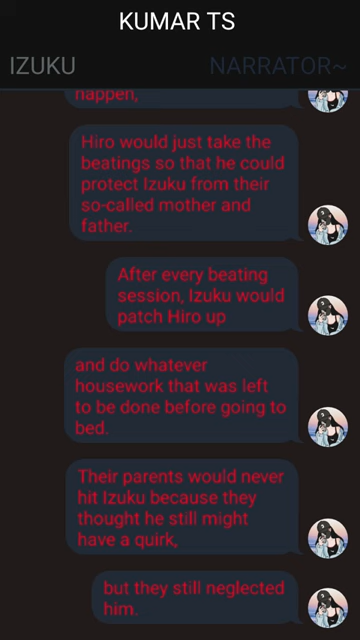 KUMAR TS
IZUKU NARRATOR~
happen,
Hiro would just take the
beatings so that he could
protect Izuku from their
so-called mother and
father.
After every beating
session, Izuku would
patch Hiro up
and do whatever
housework that was left
to be done before going to
bed.
Their parents would never
hit Izuku because they
thought he still might
have a quirk,
but they still neglected
him.